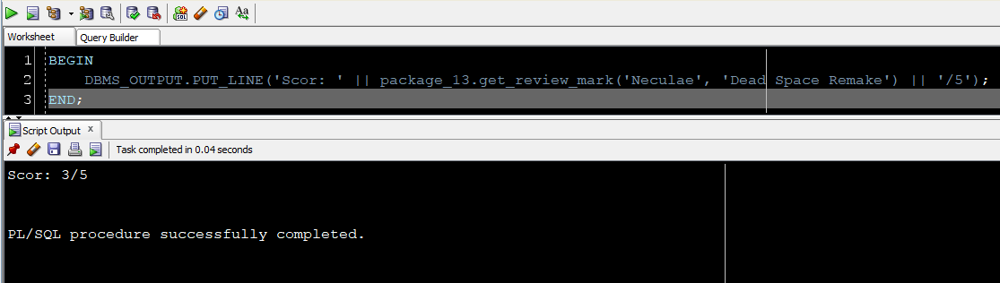 Worksheet Query Builder
1 BEGIN
2 DBMS_OUTPUT.PUT_LINE('Scor: ' || package_13.get_review_mark('Neculae', 'Dead Space Remake') || '/5');
3 END;
Script Output x
Task completed in 0.04 seconds
Scor: 3/5
PL/SQL procedure successfully completed.